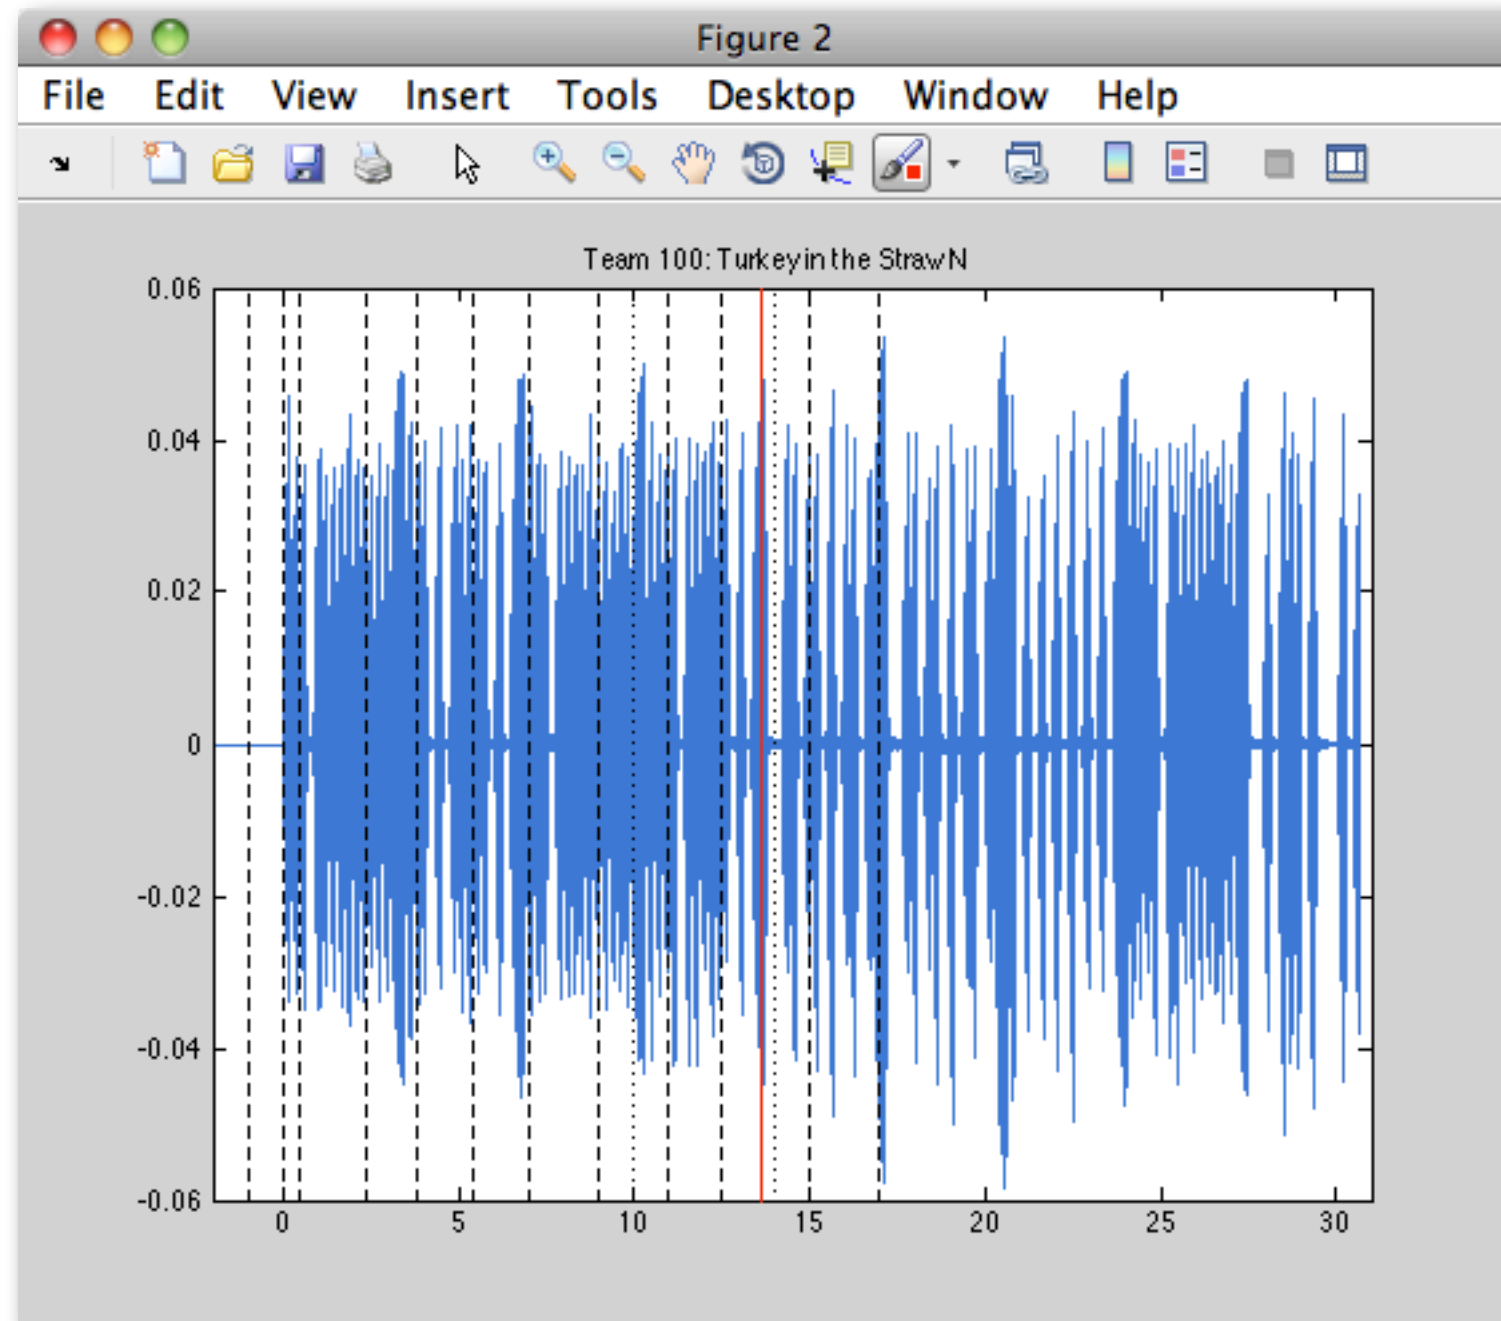 Figure 2
File Edit View Insert Tools Desktop Window Help
Team 100: Turkey in the Straw N
0.06
0.04
0.02
0
-0.02
-0.04
-0.06
0 5 10 15 20 25 30